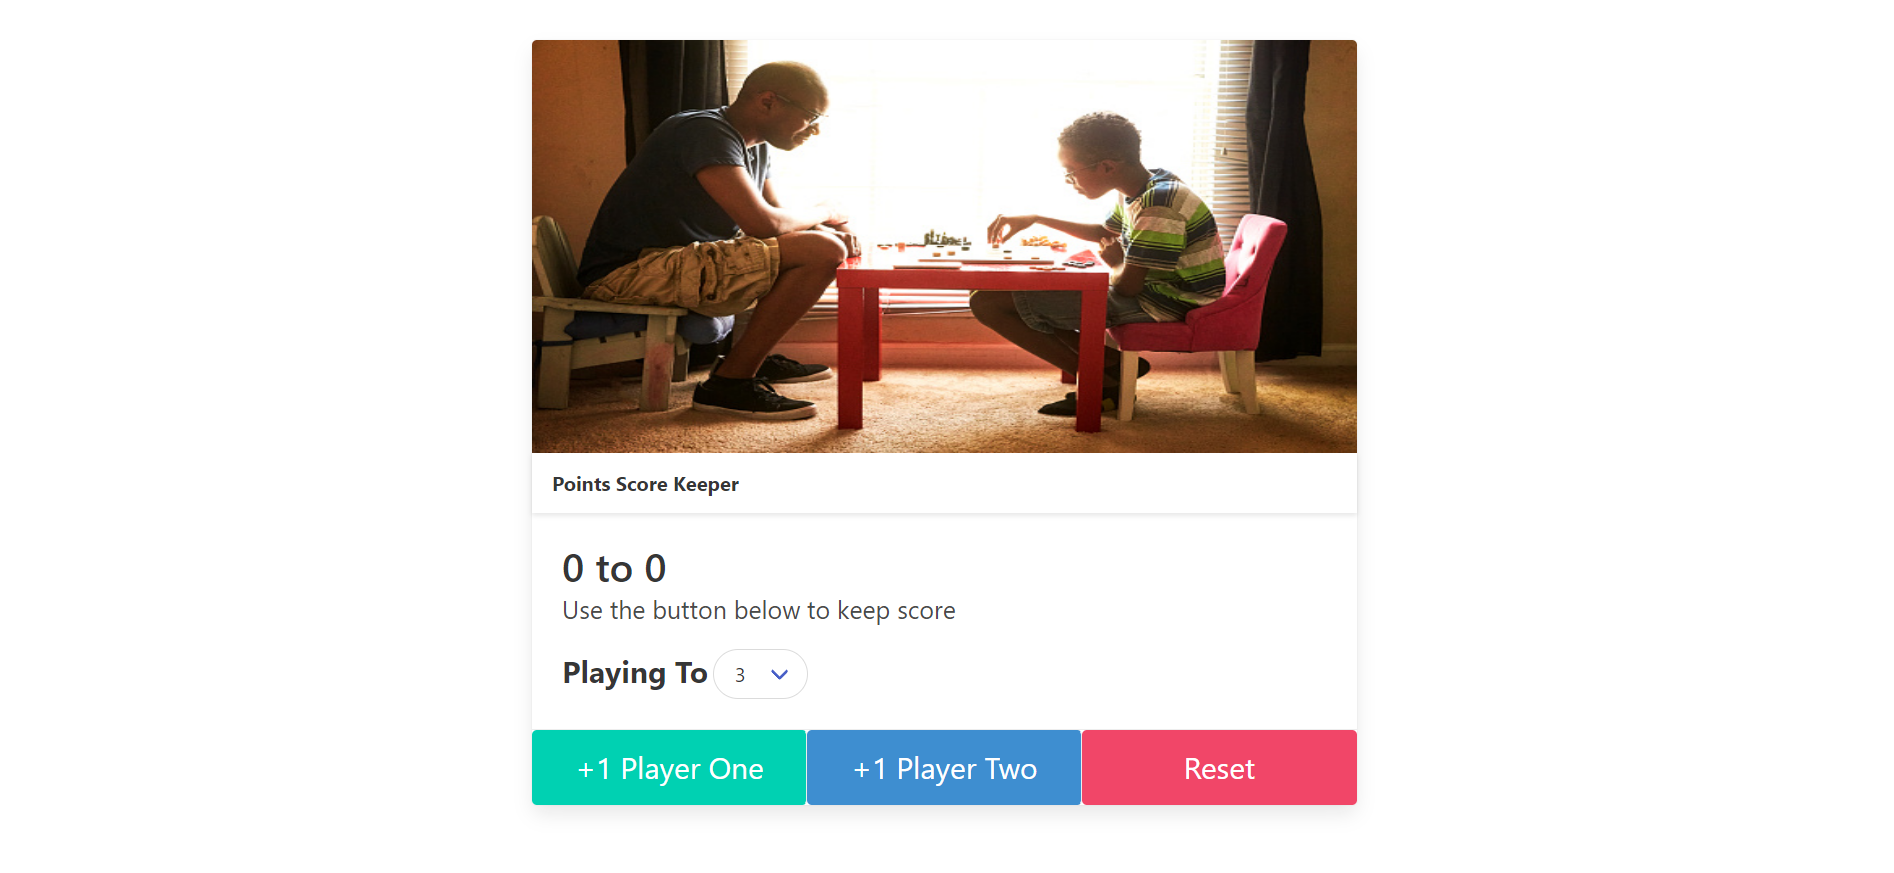 Points Score Keeper
0 to 0
Use the button below to keep score
Playing To 3
+1 Player One +1 Player Two Reset